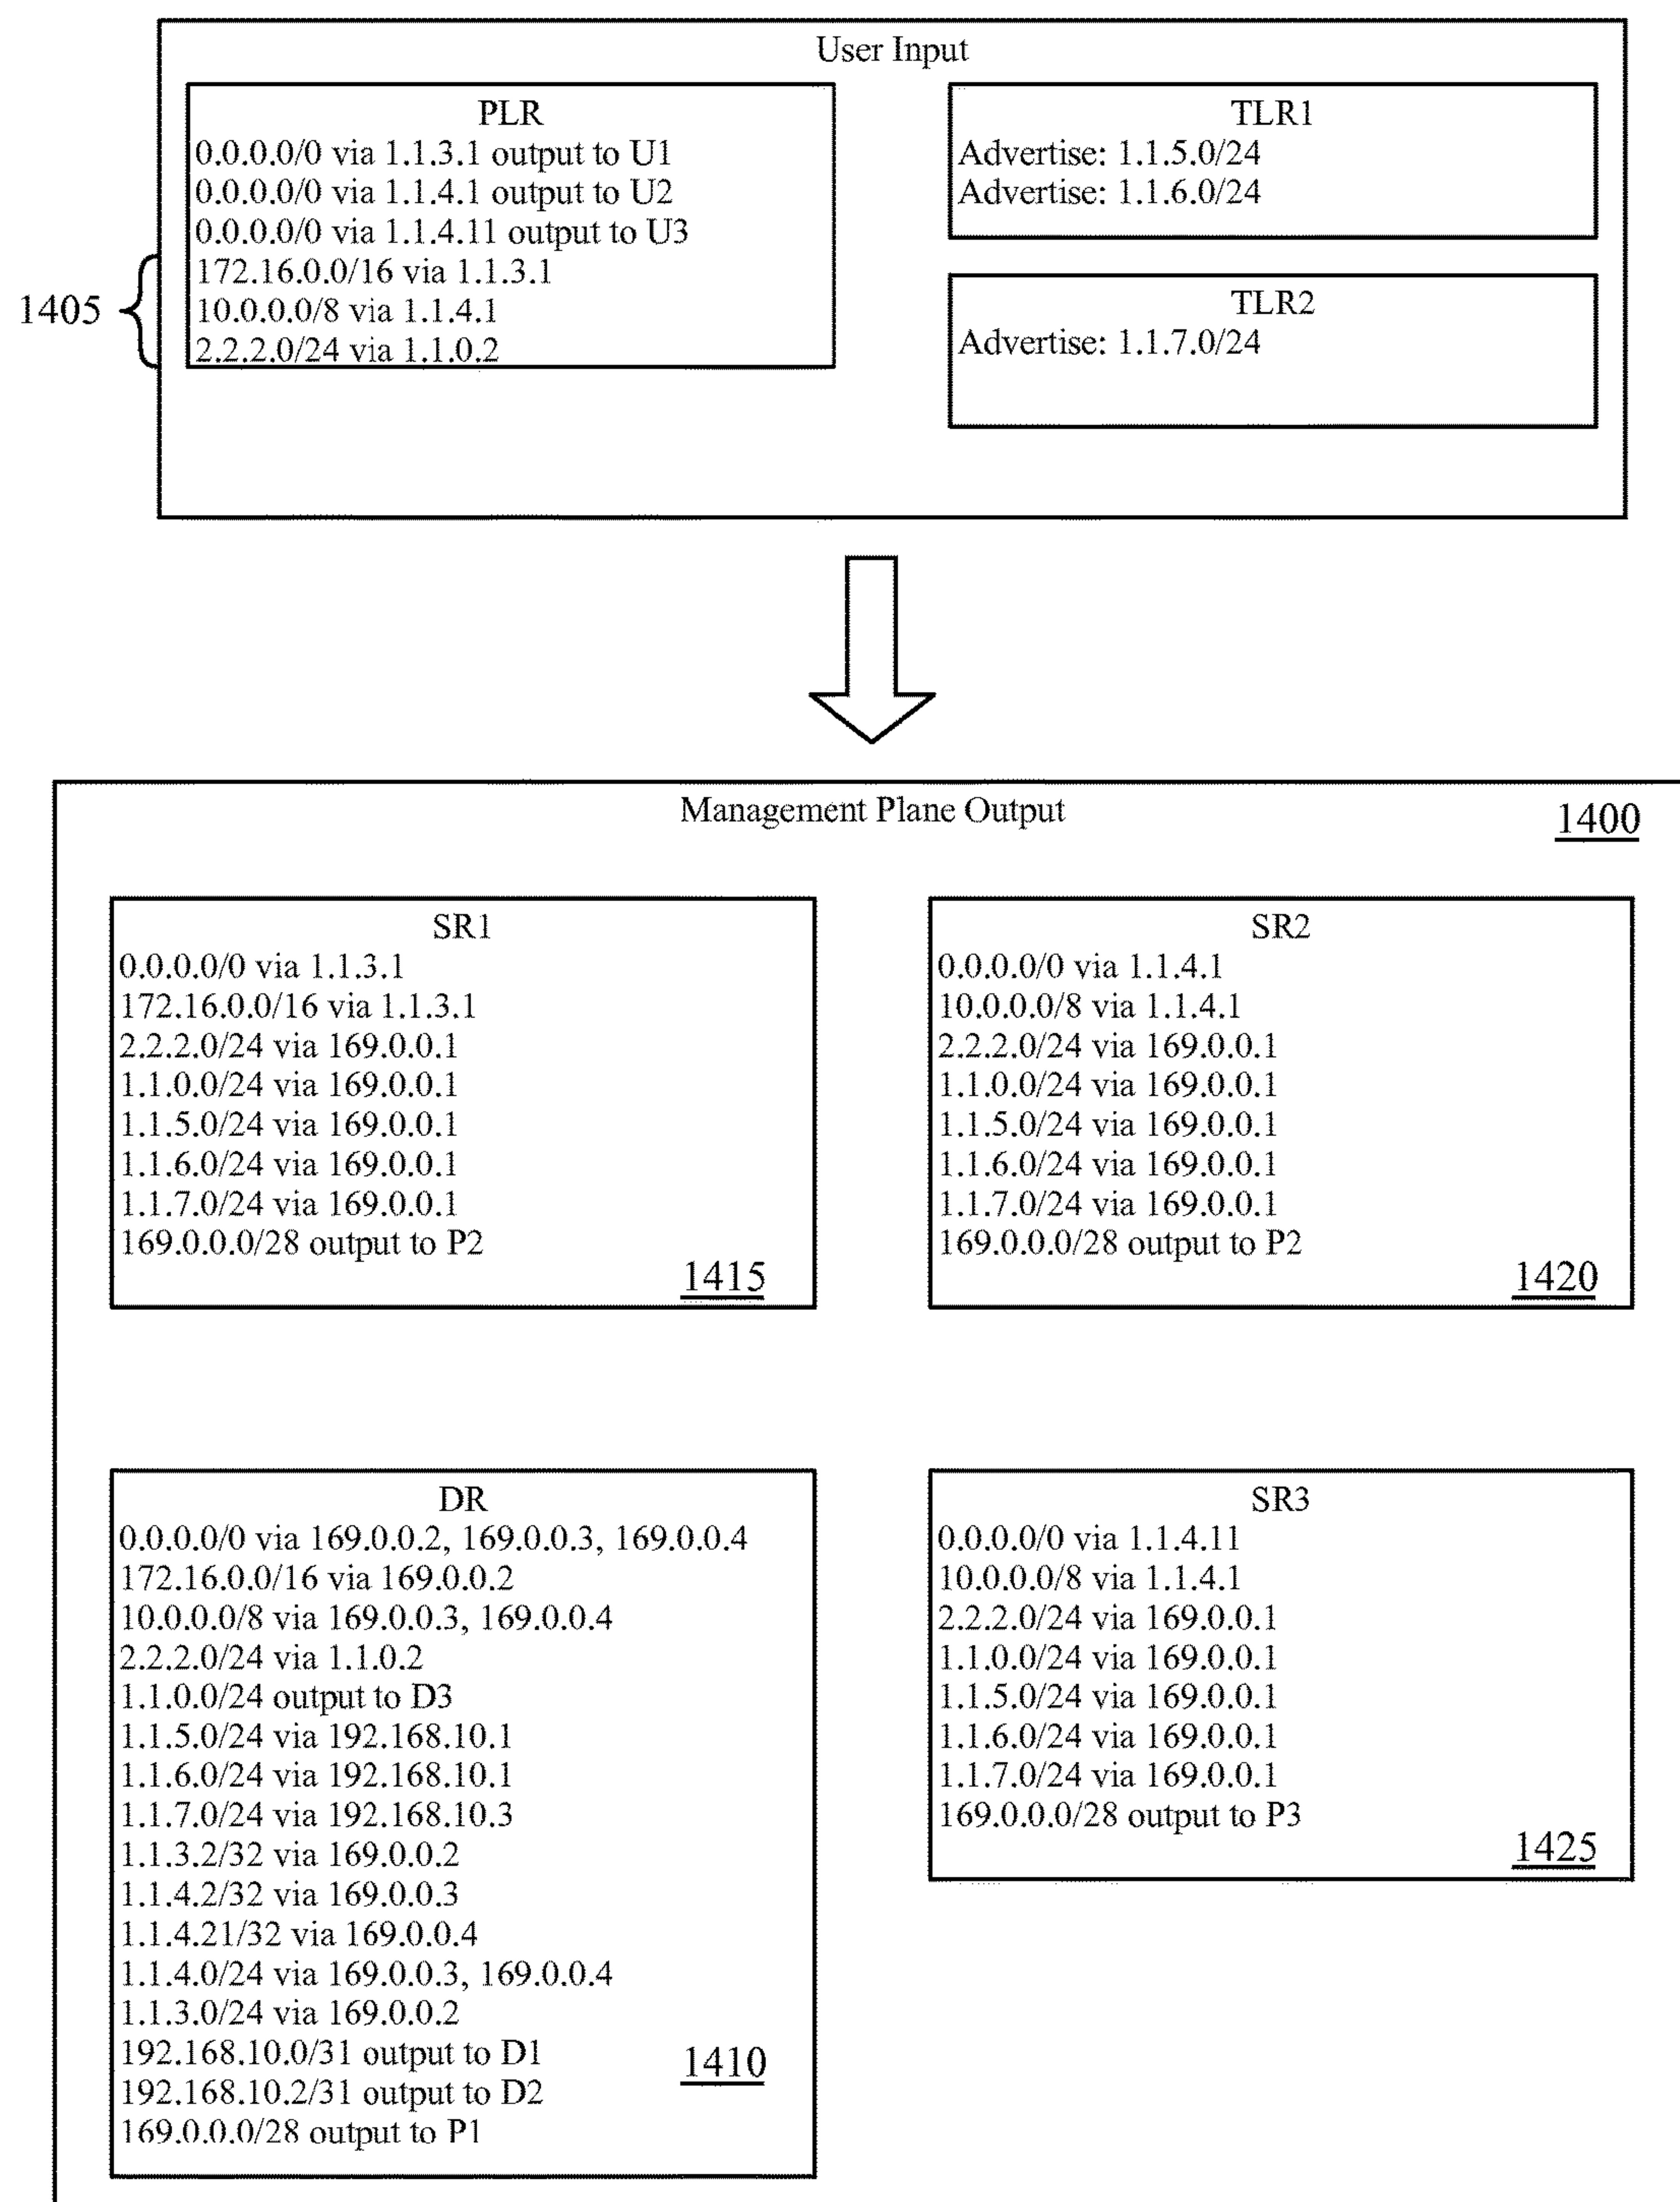 User Input
PLR
0.0.0.0/0 via 1.1.3.1 output to U1
0.0.0.0/0 via 1.1.4.1 output to U2
0.0.0.0/0 via 1.1.4.11 output to U3
172.16.0.0/16 via 1.1.3.1
10.0.0.0/8 via 1.1.4.1
2.2.2.0/24 via 1.1.0.2
1405
TLR1
Advertise: 1.1.5.0/24
Advertise: 1.1.6.0/24
TLR2
Advertise: 1.1.7.0/24
Management Plane Output
1400
SR1
0.0.0.0/0 via 1.1.3.1
172.16.0.0/16 via 1.1.3.1
2.2.2.0/24 via 169.0.0.1
1.1.0.0/24 via 169.0.0.1
1.1.5.0/24 via 169.0.0.1
1.1.6.0/24 via 169.0.0.1
1.1.7.0/24 via 169.0.0.1
169.0.0.0/28 output to P2
1415
SR2
0.0.0.0/0 via 1.1.4.1
10.0.0.0/8 via 1.1.4.1
2.2.2.0/24 via 169.0.0.1
1.1.0.0/24 via 169.0.0.1
1.1.5.0/24 via 169.0.0.1
1.1.6.0/24 via 169.0.0.1
1.1.7.0/24 via 169.0.0.1
169.0.0.0/28 output to P2
1420
DR
0.0.0.0/0 via 169.0.0.2, 169.0.0.3, 169.0.0.4
172.16.0.0/16 via 169.0.0.2
10.0.0.0/8 via 169.0.0.3, 169.0.0.4
2.2.2.0/24 via 1.1.0.2
1.1.0.0/24 output to D3
1.1.5.0/24 via 192.168.10.1
1.1.6.0/24 via 192.168.10.1
1.1.7.0/24 via 192.168.10.3
1.1.3.2/32 via 169.0.0.2
1.1.4.2/32 via 169.0.0.3
1.1.4.21/32 via 169.0.0.4
1.1.4.0/24 via 169.0.0.3, 169.0.0.4
1.1.3.0/24 via 169.0.0.2
192.168.10.0/31 output to D1
192.168.10.2/31 output to D2
169.0.0.0/28 output to P1
1410
SR3
0.0.0.0/0 via 1.1.4.11
10.0.0.0/8 via 1.1.4.1
2.2.2.0/24 via 169.0.0.1
1.1.0.0/24 via 169.0.0.1
1.1.5.0/24 via 169.0.0.1
1.1.6.0/24 via 169.0.0.1
1.1.7.0/24 via 169.0.0.1
169.0.0.0/28 output to P3
1425